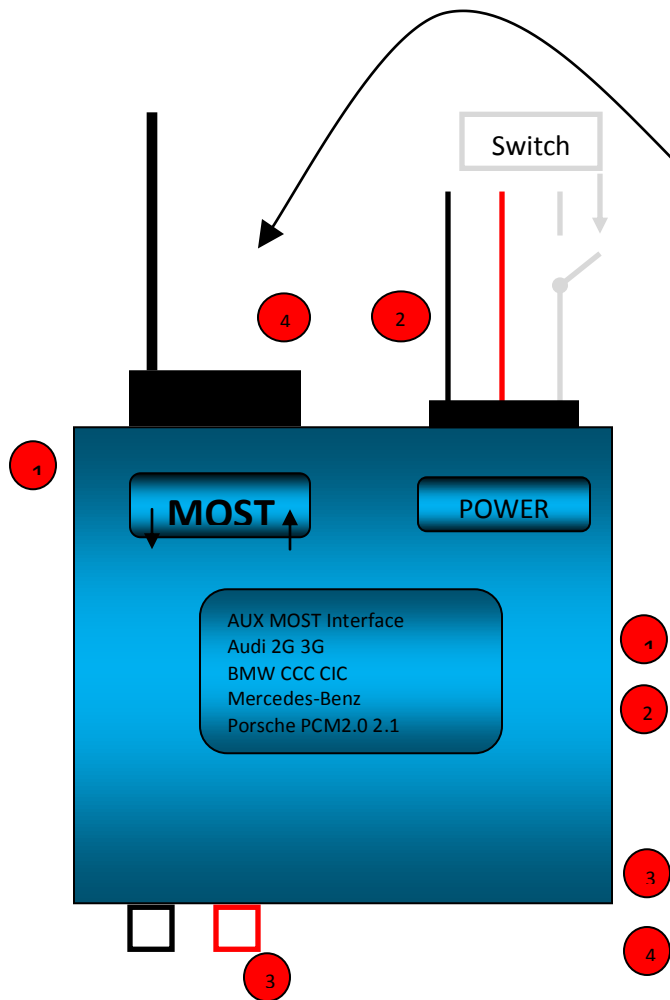 Switch
4
2
1
MOST
POWER
AUX MOST Interface
Audi 2G 3G
BMW CCC CIC
Mercedes-Benz
Porsche PCM2.0 2.1
1
2
3
4
3